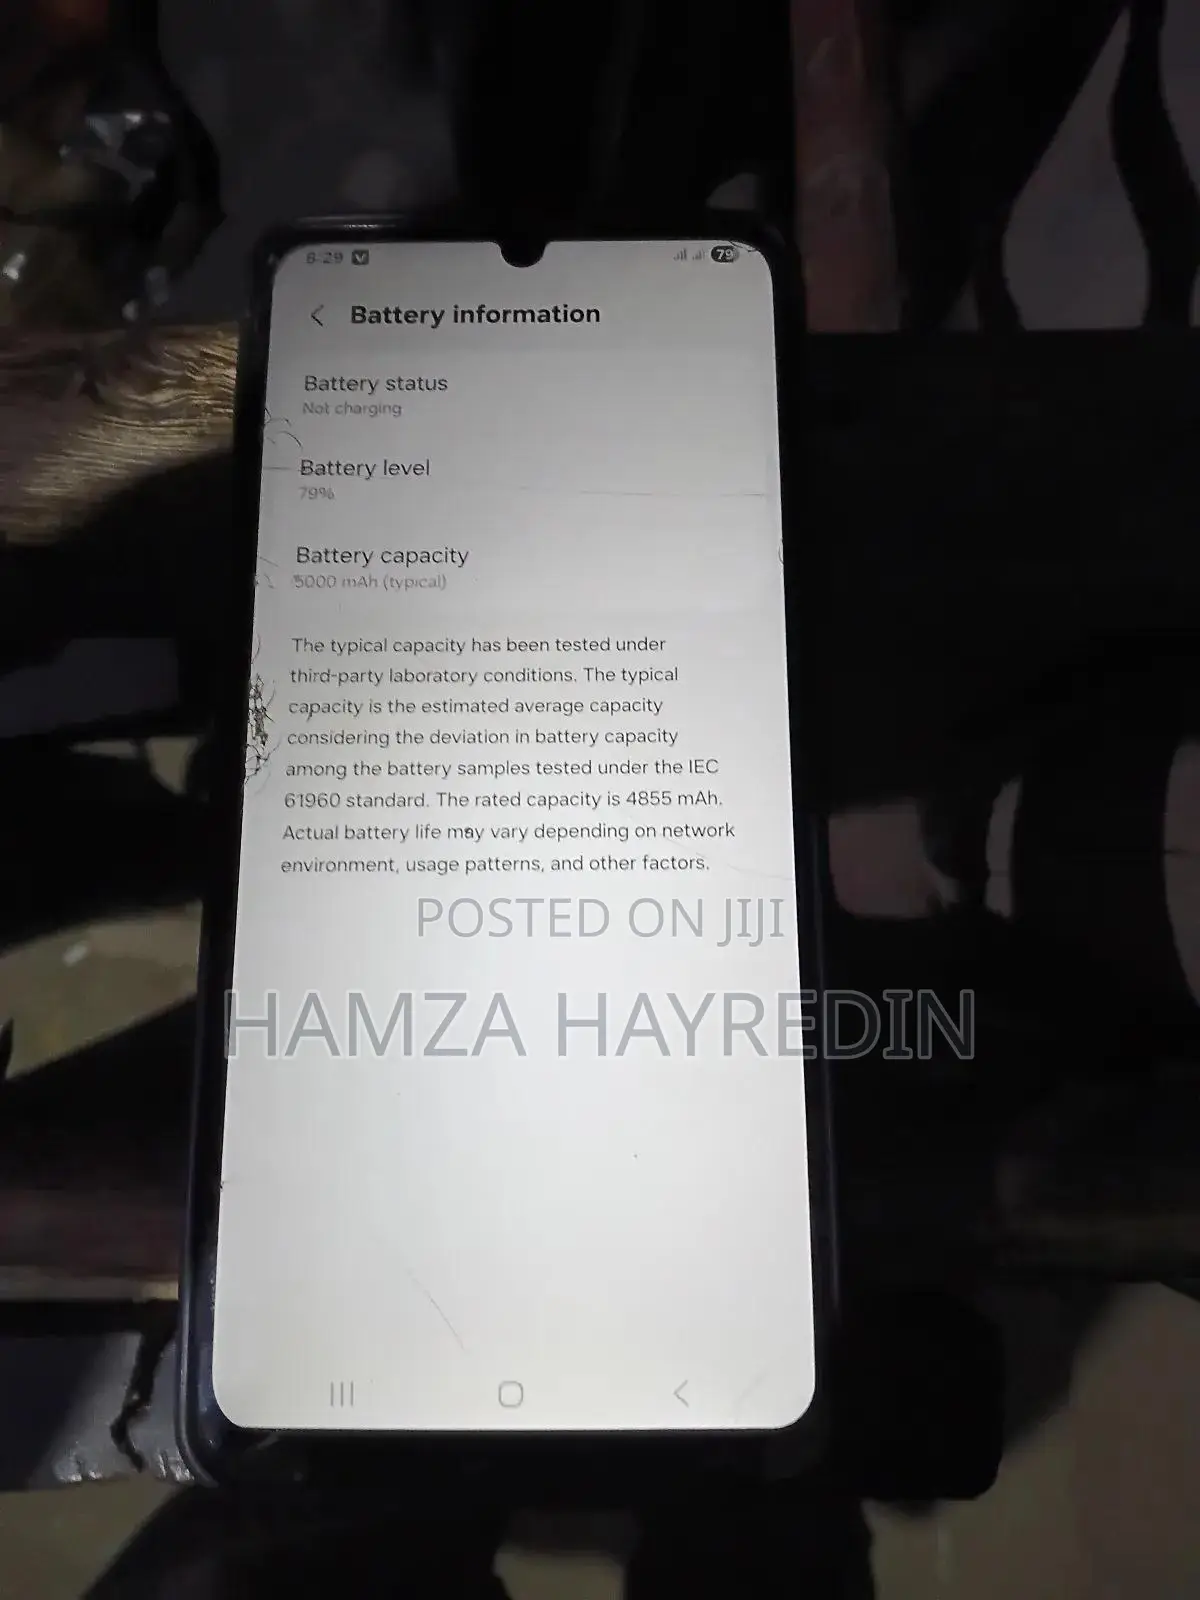 8:29
79
Battery information
Battery status
Not charging
Battery level
79%
Battery capacity
5000 mAh (typical)
The typical capacity has been tested under
third-party laboratory conditions. The typical
capacity is the estimated average capacity
considering the deviation in battery capacity
among the battery samples tested under the IEC
61960 standard. The rated capacity is 4855 mAh.
Actual battery life may vary depending on network
environment, usage patterns, and other factors.
POSTED ON JIJI
HAMZA HAYREDIN